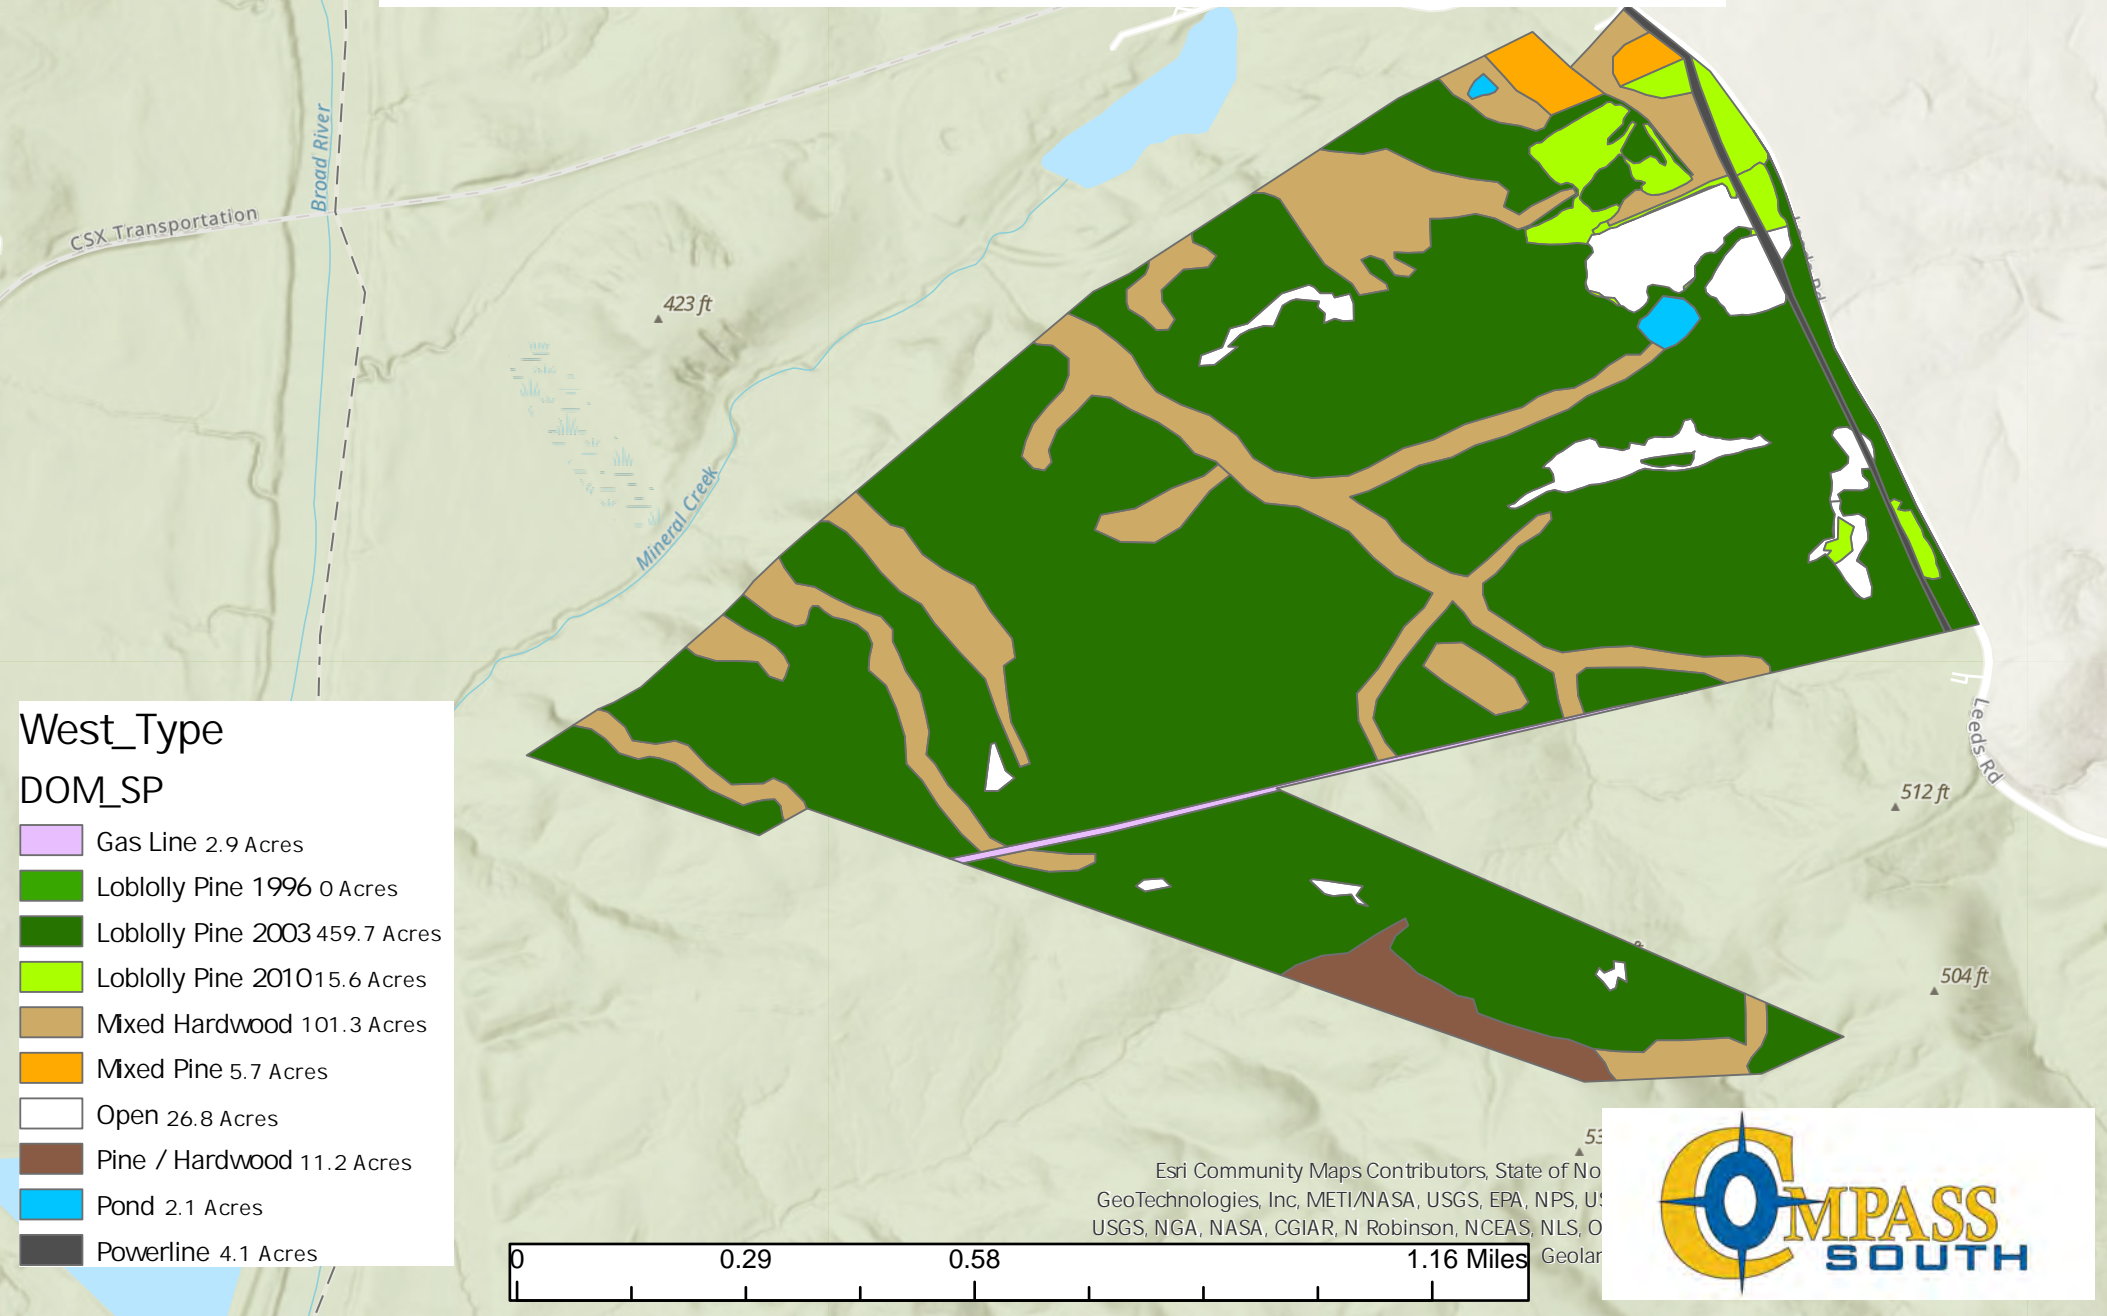 Broad River
CSX Transportation
423 ft
Mineral Creek
Leeds Rd
512 ft
504 ft
West_Type
DOM_SP
Gas Line 2.9 Acres
Loblolly Pine 1996 0 Acres
Loblolly Pine 2003 459.7 Acres
Loblolly Pine 2010 15.6 Acres
Mixed Hardwood 101.3 Acres
Mixed Pine 5.7 Acres
Open 26.8 Acres
Pine / Hardwood 11.2 Acres
Pond 2.1 Acres
Powerline 4.1 Acres
Esri Community Maps Contributors, State of No
GeoTechnologies, Inc, METI/NASA, USGS, EPA, NPS, US
USGS, NGA, NASA, CGIAR, N Robinson, NCEAS, NLS, O
Geolan
0 0.29 0.58 1.16 Miles
COMPASS
SOUTH